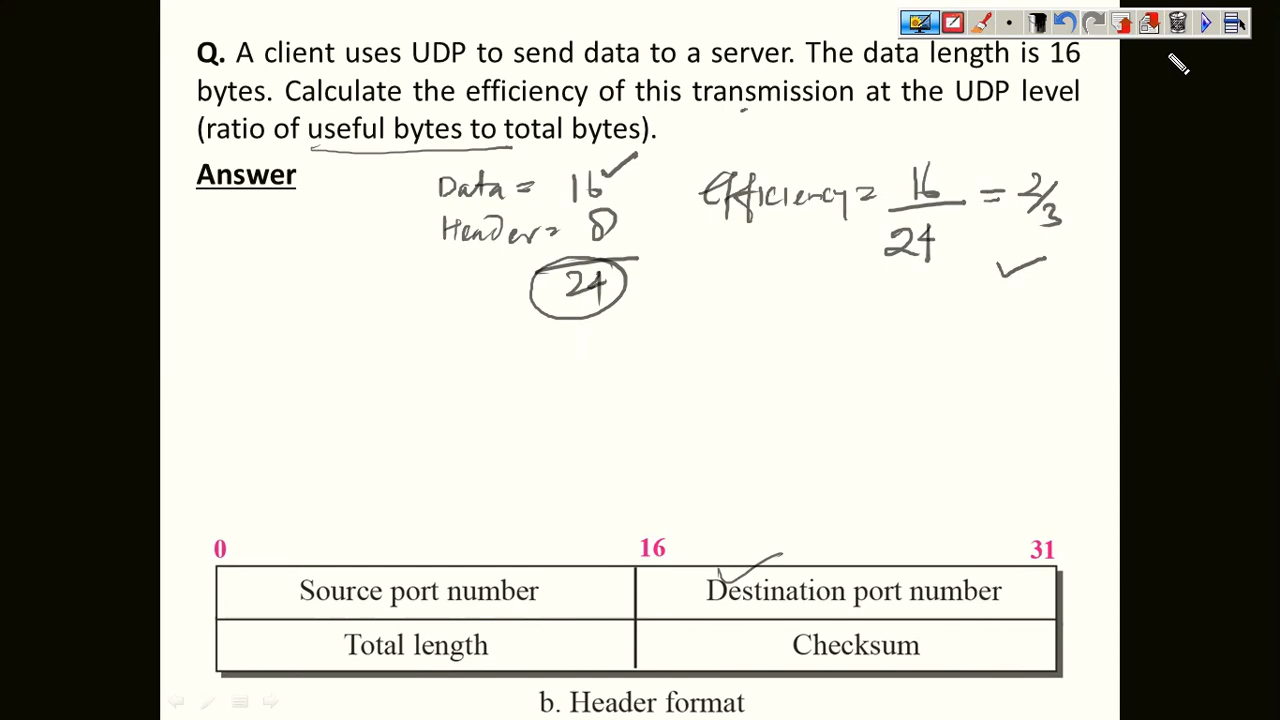 Q. A client uses UDP to send data to a server. The data length is 16
bytes. Calculate the efficiency of this transmission at the UDP level
(ratio of useful bytes to total bytes).
Answer
Data = 16
Header = 8
24
Efficiency = 16/24 = 2/3
0 16 31
Source port number Destination port number
Total length Checksum
b. Header format